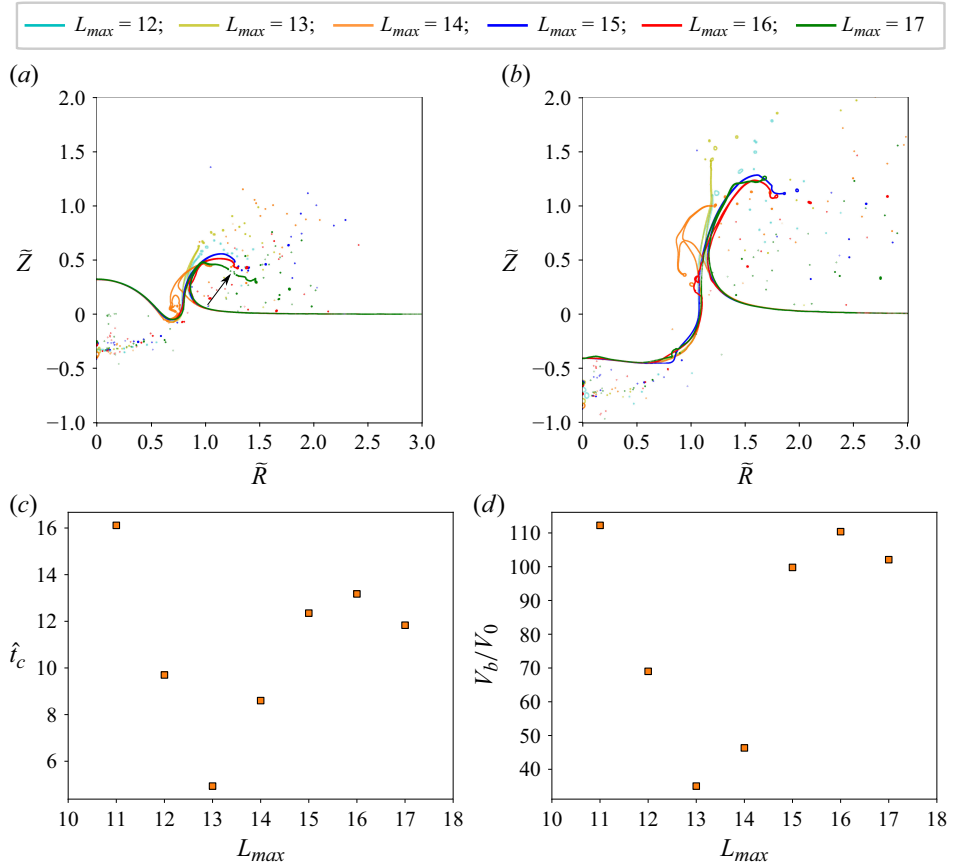 L_max = 12; L_max = 13; L_max = 14; L_max = 15; L_max = 16; L_max = 17
(a) (b)
2.0 2.0
1.5 1.5
1.0 1.0
Z̃ 0.5 Z̃ 0.5
0 0
−0.5 −0.5
−1.0 −1.0
0 0.5 1.0 1.5 2.0 2.5 3.0 0 0.5 1.0 1.5 2.0 2.5 3.0
R̃ R̃
(c) (d)
16
14
12
t̂_c 10
8
6
10 11 12 13 14 15 16 17 18
L_max
110
100
90
80
V_b/V_0 70
60
50
40
10 11 12 13 14 15 16 17 18
L_max